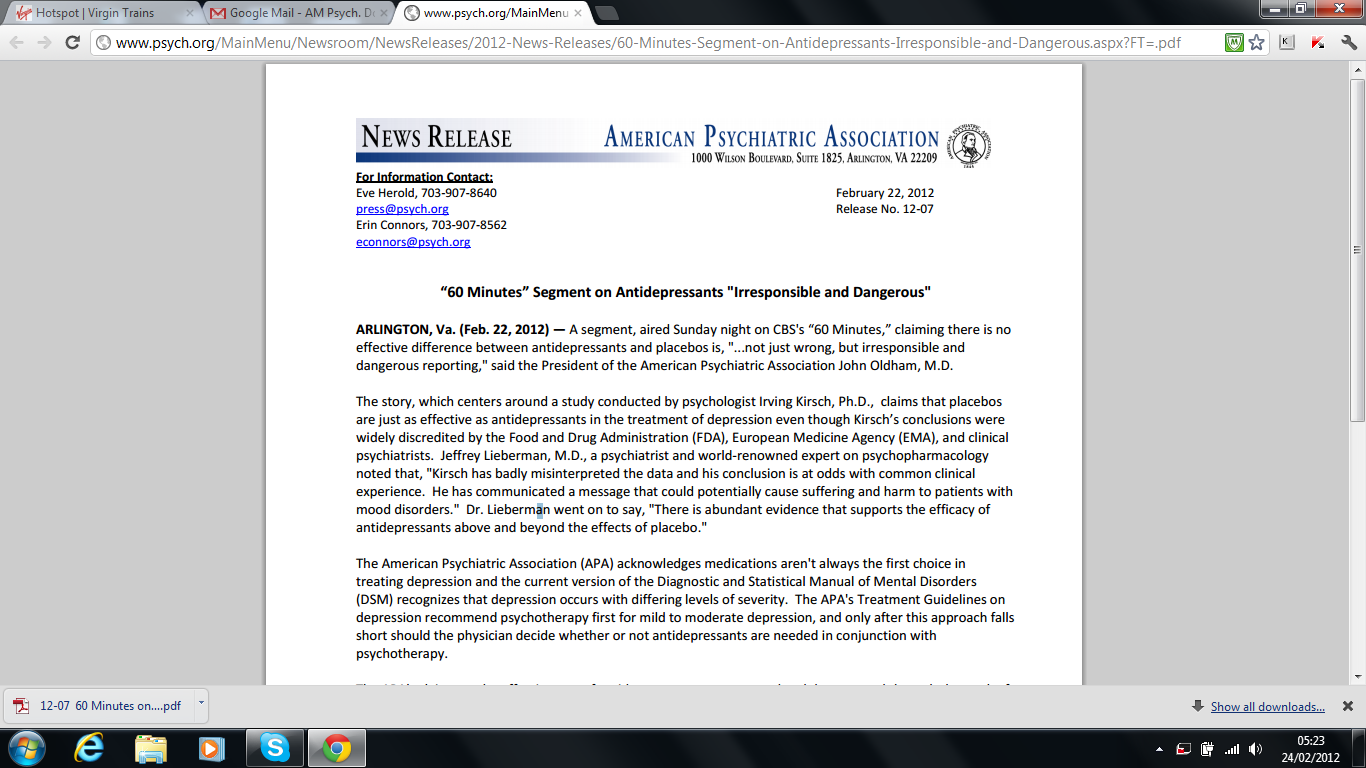 Hotspot | Virgin Trains
Google Mail - AM Psych. D
www.psych.org/MainMenu
www.psych.org/MainMenu/Newsroom/NewsReleases/2012-News-Releases/60-Minutes-Segment-on-Antidepressants-Irresponsible-and-Dangerous.aspx?FT=.pdf
NEWS RELEASE
AMERICAN PSYCHIATRIC ASSOCIATION
1000 WILSON BOULEVARD, SUITE 1825, ARLINGTON, VA 22209
For Information Contact:
Eve Herold, 703-907-8640
February 22, 2012
press@psych.org
Release No. 12-07
Erin Connors, 703-907-8562
econnors@psych.org
“60 Minutes” Segment on Antidepressants "Irresponsible and Dangerous"
ARLINGTON, Va. (Feb. 22, 2012) — A segment, aired Sunday night on CBS's “60 Minutes,” claiming there is no
effective difference between antidepressants and placebos is, "...not just wrong, but irresponsible and
dangerous reporting," said the President of the American Psychiatric Association John Oldham, M.D.
The story, which centers around a study conducted by psychologist Irving Kirsch, Ph.D.,  claims that placebos
are just as effective as antidepressants in the treatment of depression even though Kirsch’s conclusions were
widely discredited by the Food and Drug Administration (FDA), European Medicine Agency (EMA), and clinical
psychiatrists.  Jeffrey Lieberman, M.D., a psychiatrist and world-renowned expert on psychopharmacology
noted that, "Kirsch has badly misinterpreted the data and his conclusion is at odds with common clinical
experience.  He has communicated a message that could potentially cause suffering and harm to patients with
mood disorders."  Dr. Lieberman went on to say, "There is abundant evidence that supports the efficacy of
antidepressants above and beyond the effects of placebo."
The American Psychiatric Association (APA) acknowledges medications aren't always the first choice in
treating depression and the current version of the Diagnostic and Statistical Manual of Mental Disorders
(DSM) recognizes that depression occurs with differing levels of severity.  The APA's Treatment Guidelines on
depression recommend psychotherapy first for mild to moderate depression, and only after this approach falls
short should the physician decide whether or not antidepressants are needed in conjunction with
psychotherapy.
12-07  60 Minutes on....pdf
Show all downloads...
05:23
24/02/2012